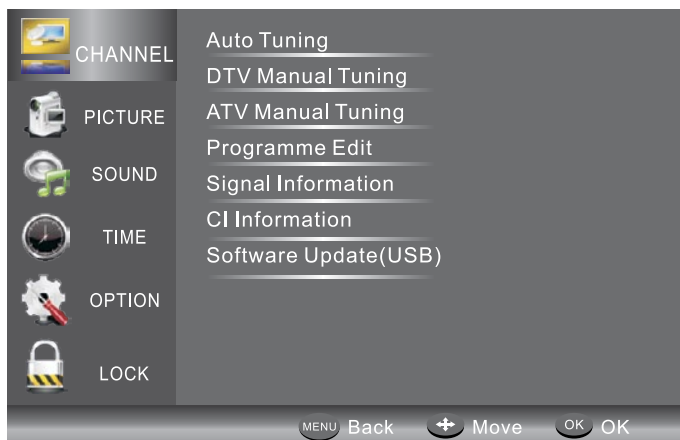 CHANNEL
PICTURE
SOUND
TIME
OPTION
LOCK
Auto Tuning
DTV Manual Tuning
ATV Manual Tuning
Programme Edit
Signal Information
CI Information
Software Update(USB)
MENU Back Move OK OK